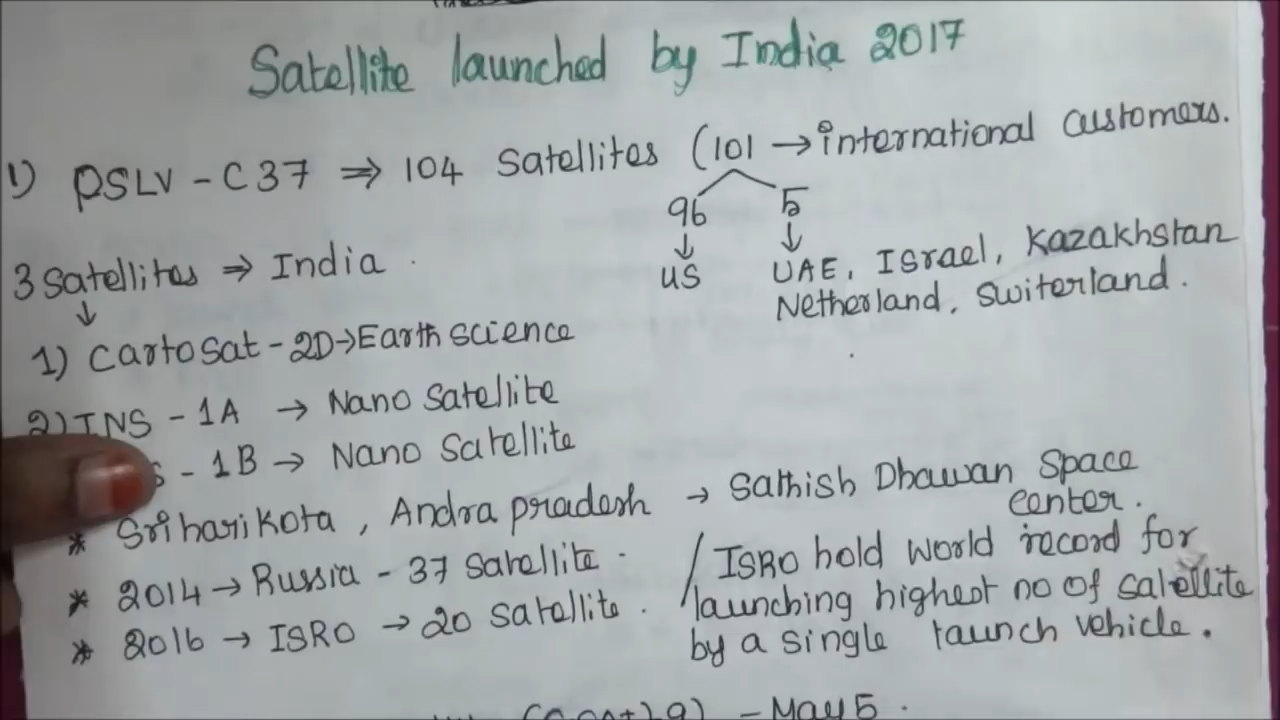 Satellite launched by India 2017
1) PSLV - C37 ⇒ 104 Satellites (101 → international customers.
96 5
↓ ↓
US UAE, Israel, Kazakhstan
Netherland, Switerland.
3 Satellites ⇒ India
↓
1) Cartosat - 2D → Earth science
2) INS - 1A → Nano Satellite
S - 1B → Nano Satellite
* Sriharikota, Andra pradesh → Sathish Dhawan Space
center.
* 2014 → Russia - 37 Satellite.
* 2016 → ISRO → 20 Satellite.
ISRO hold world record for
launching highest no of satellite
by a single launch vehicle.
- May 5.